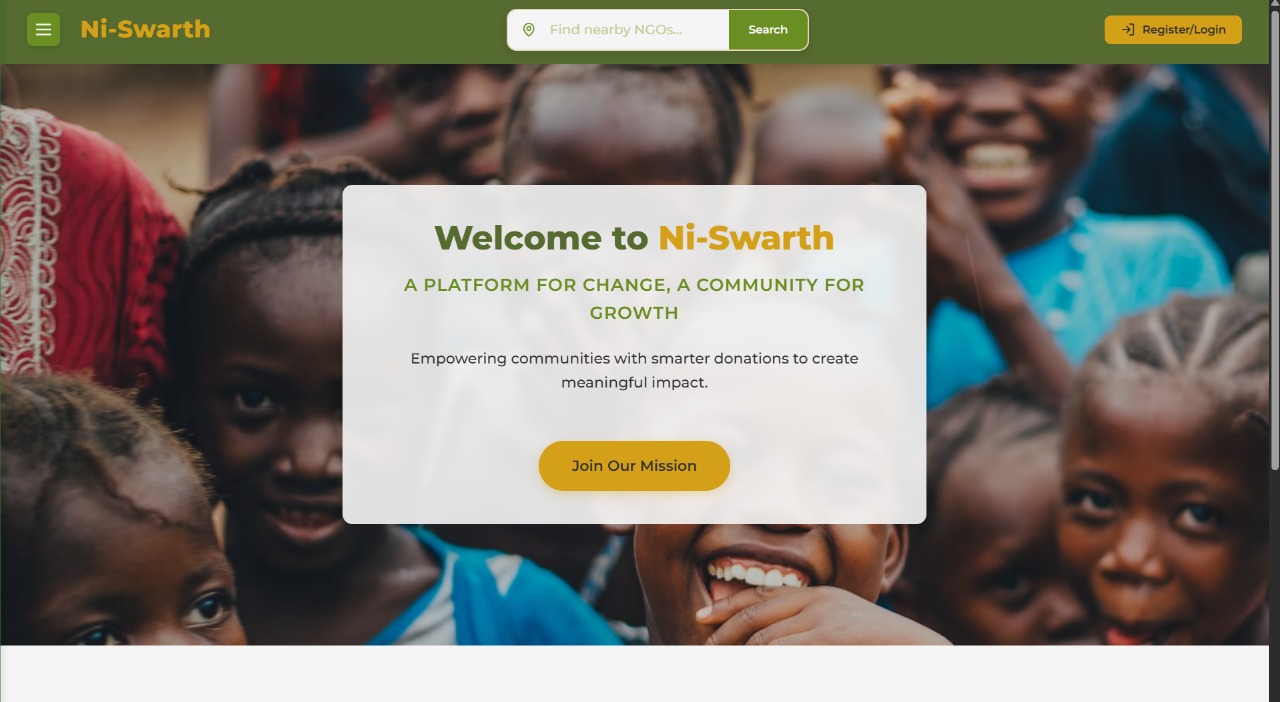 Ni-Swarth
Find nearby NGOs...
Search
Register/Login
Welcome to Ni-Swarth
A PLATFORM FOR CHANGE, A COMMUNITY FOR
GROWTH
Empowering communities with smarter donations to create
meaningful impact.
Join Our Mission